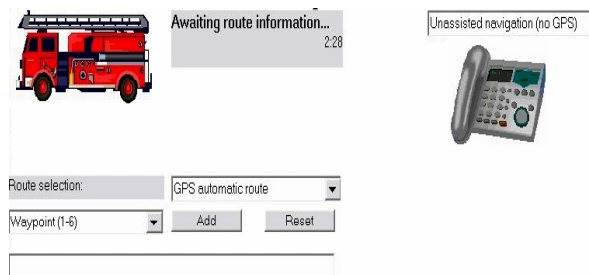 Awaiting route information...
2:28
Unassisted navigation (no GPS)
Route selection:
GPS automatic route
Waypoint (1-6)
Add
Reset